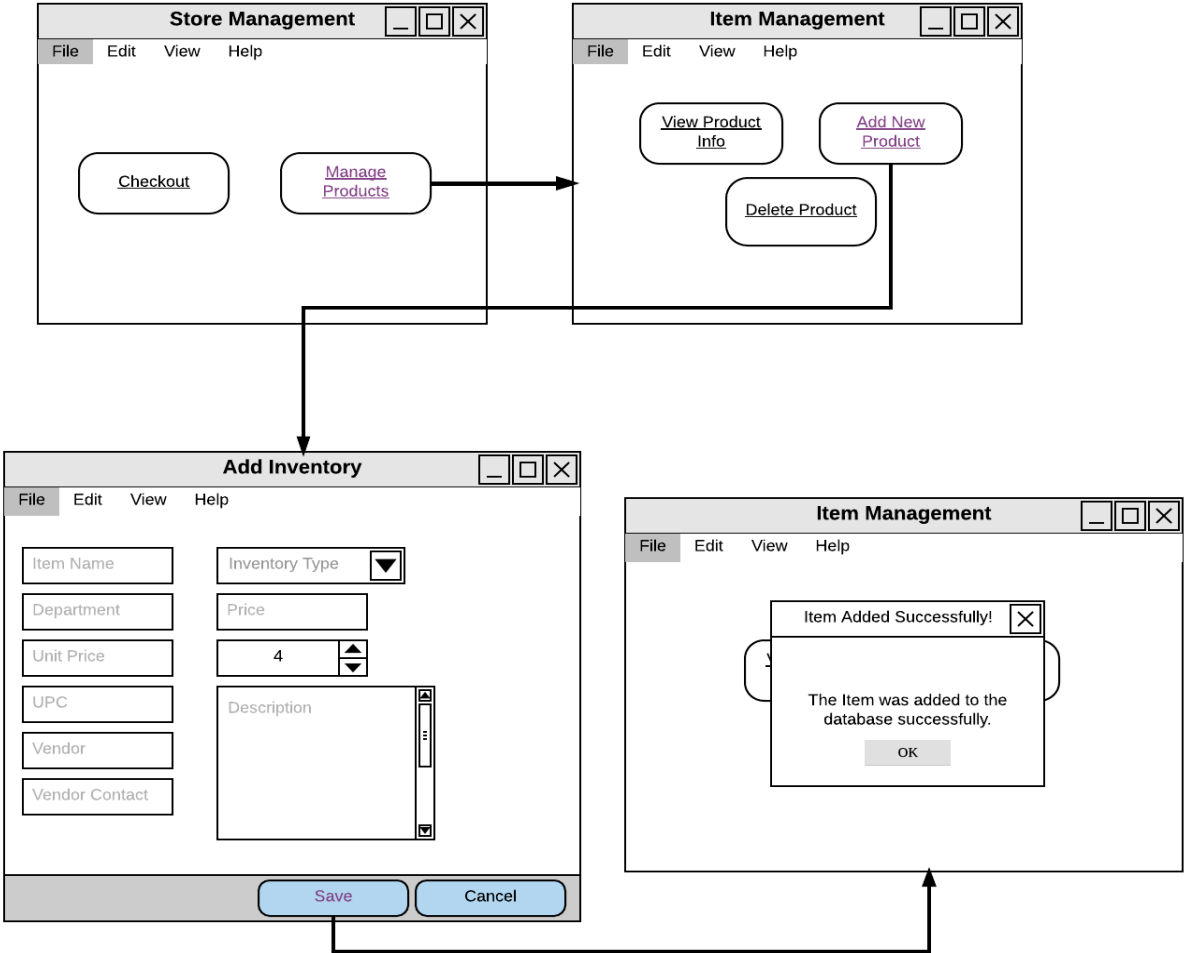 Store Management
File Edit View Help
Checkout
Manage
Products
Item Management
File Edit View Help
View Product
Info
Add New
Product
Delete Product
Add Inventory
File Edit View Help
Item Name
Department
Unit Price
UPC
Vendor
Vendor Contact
Inventory Type
Price
4
Description
Save
Cancel
Item Management
File Edit View Help
Item Added Successfully!
The Item was added to the
database successfully.
OK